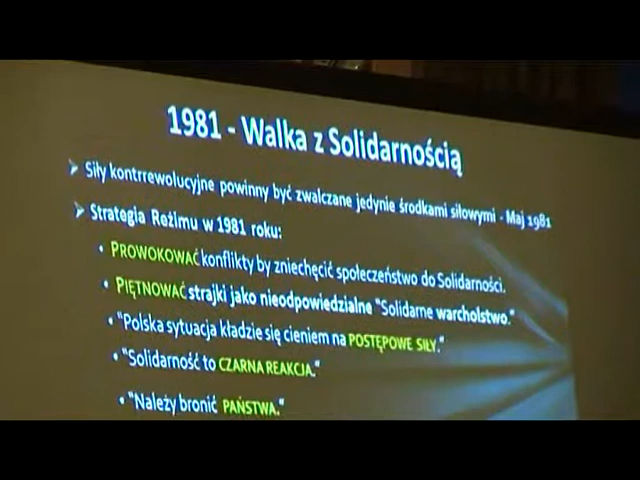 1981 - Walka z Solidarnością
Siły kontrrewolucyjne powinny być zwalczane jedynie środkami siłowymi - Maj 1981
Strategia Reżimu w 1981 roku:
• PROWOKOWAĆ konflikty by zniechęcić społeczeństwo do Solidarności.
• PIĘTNOWAĆ strajki jako nieodpowiedzialne "Solidarne warcholstwo."
• "Polska sytuacja kładzie się cieniem na POSTĘPOWE SIŁY."
• "Solidarność to CZARNA REAKCJA."
• "Należy bronić PAŃSTWA."